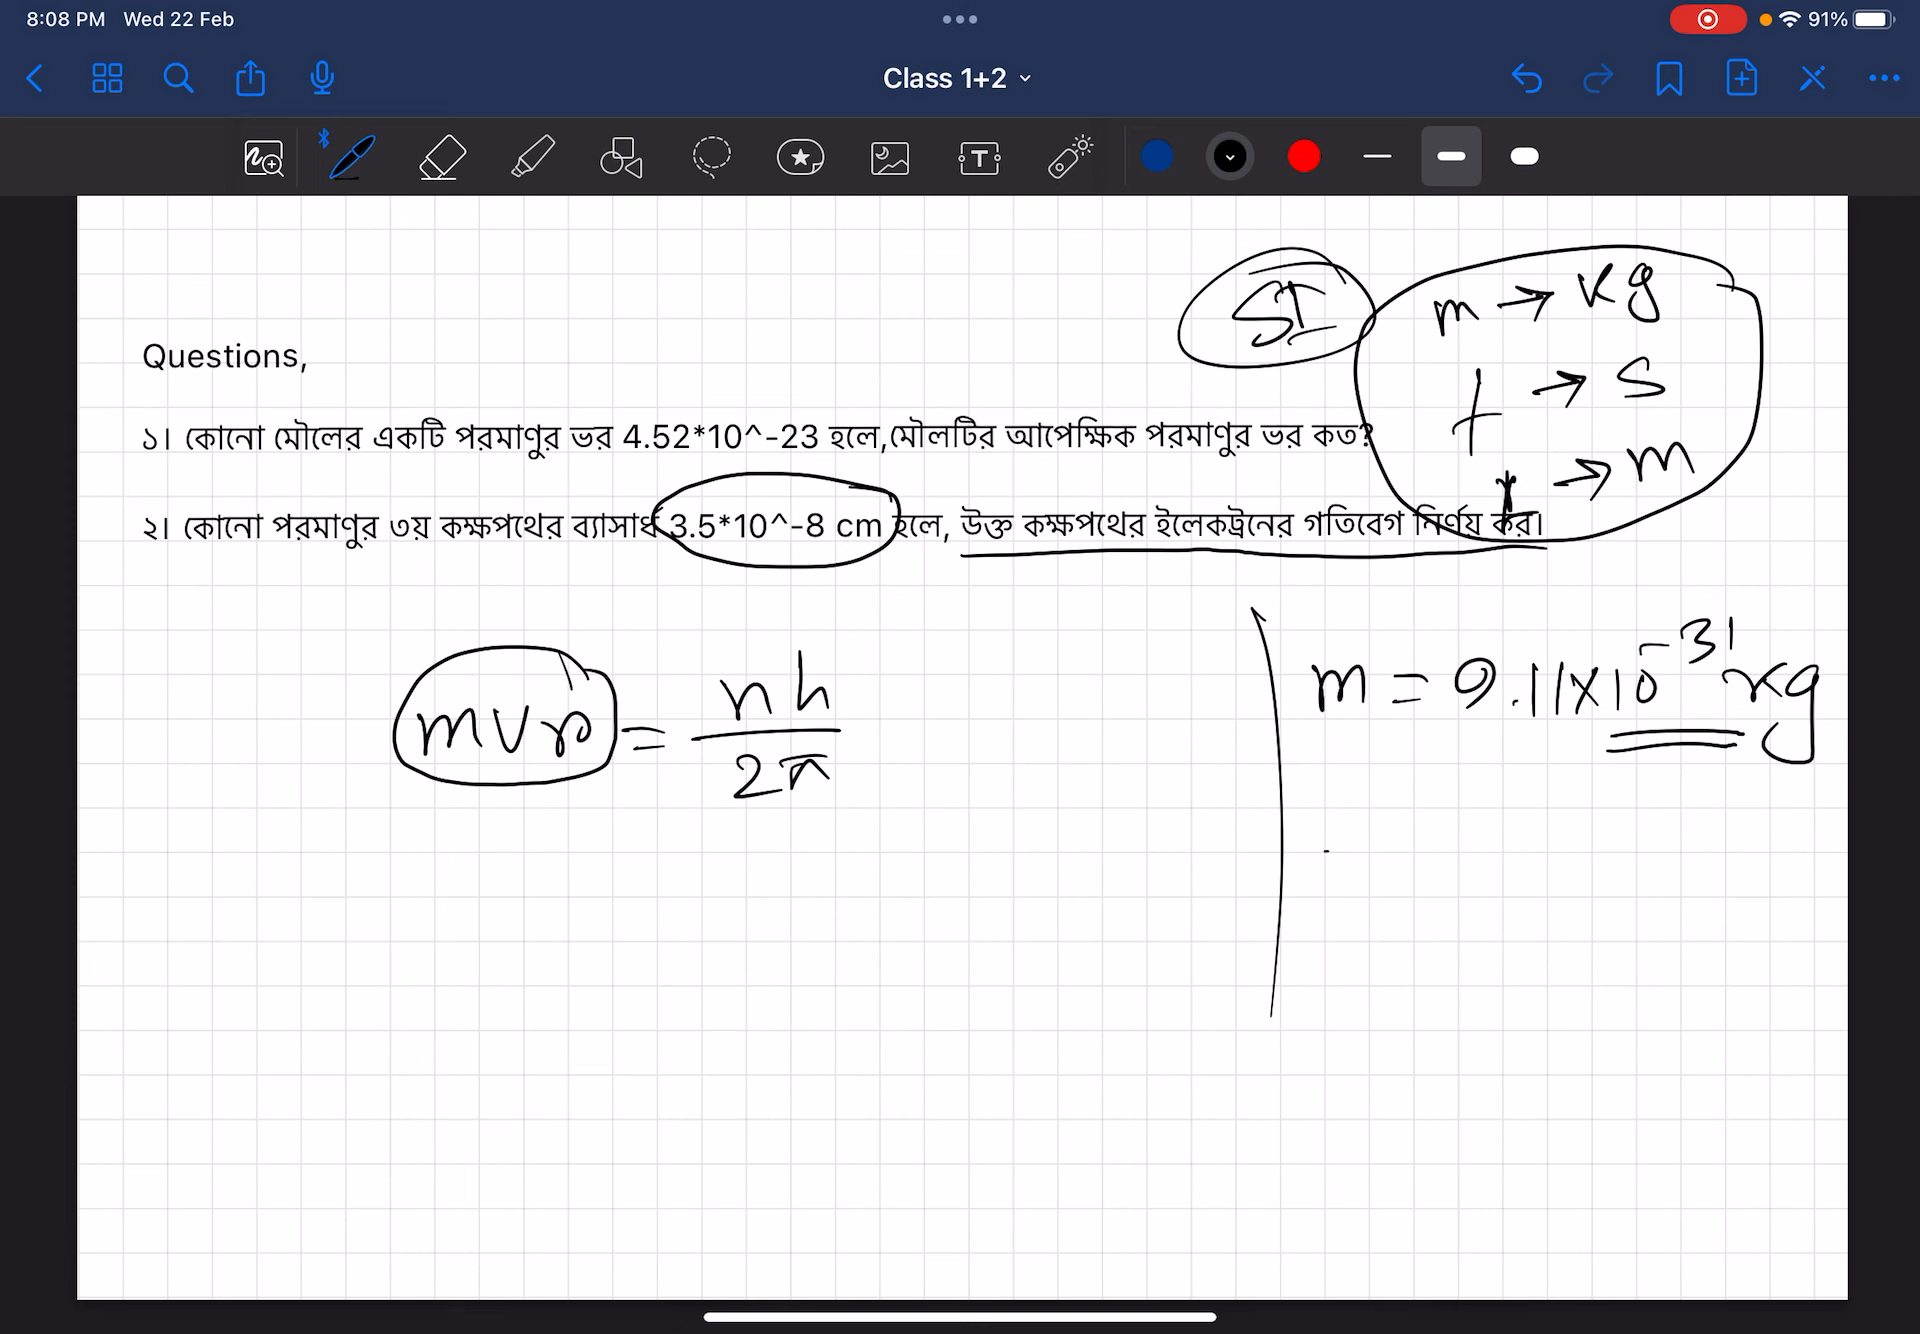 8:08 PM Wed 22 Feb
91%
Class 1+2
T
SI
m → kg
t → s
→ m
Questions,
১। কোনো মৌলের একটি পরমাণুর ভর 4.52*10^-23 হলে,মৌলটির আপেক্ষিক পরমাণুর ভর কত?
২। কোনো পরমাণুর ৩য় কক্ষপথের ব্যাসার্ধ 3.5*10^-8 cm হলে, উক্ত কক্ষপথের ইলেকট্রনের গতিবেগ নির্ণয় কর।
mvr = nh/2π
m = 9.11×10^-31 kg